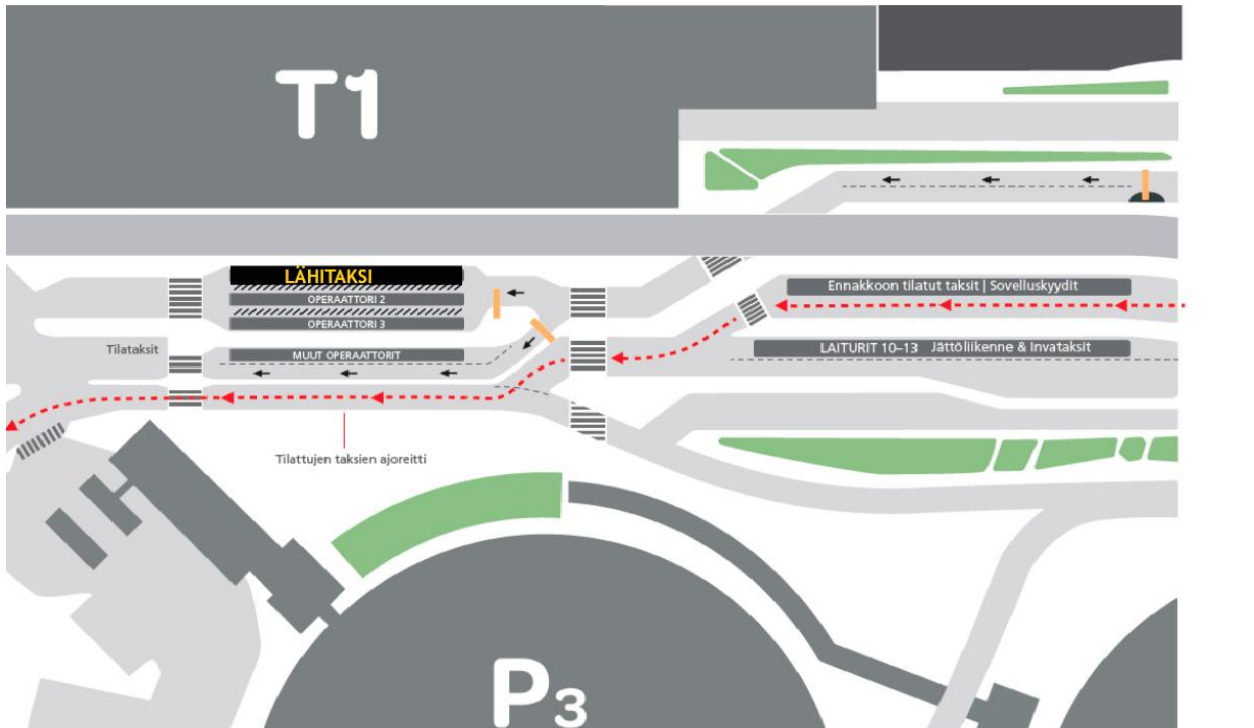 T1
LÄHITAKSI
OPERAATTORI 2
OPERAATTORI 3
MUUT OPERAATTORIT
Ennakkoon tilatut taksit | Sovelluskyydit
LAITURIT 10–13 Jättöliikenne & Invataksit
Tilataksit
Tilattujen taksien ajoreitti
P3